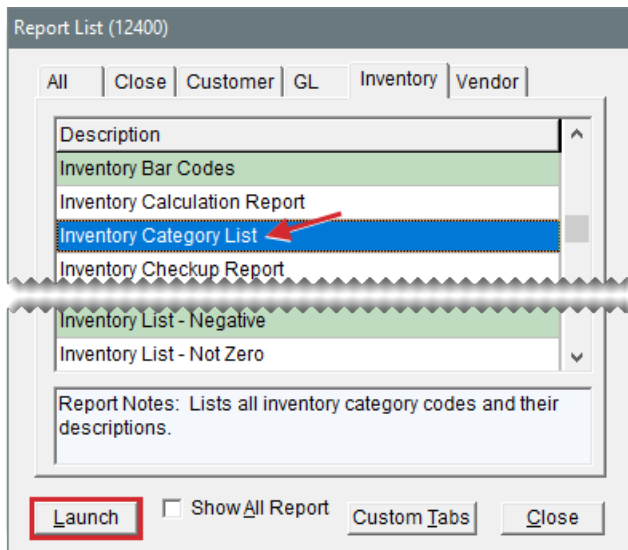 Report List (12400)
All Close Customer GL Inventory Vendor
Description
Inventory Bar Codes
Inventory Calculation Report
Inventory Category List
Inventory Checkup Report
Inventory List - Negative
Inventory List - Not Zero
Report Notes: Lists all inventory category codes and their
descriptions.
Launch Show All Report Custom Tabs Close